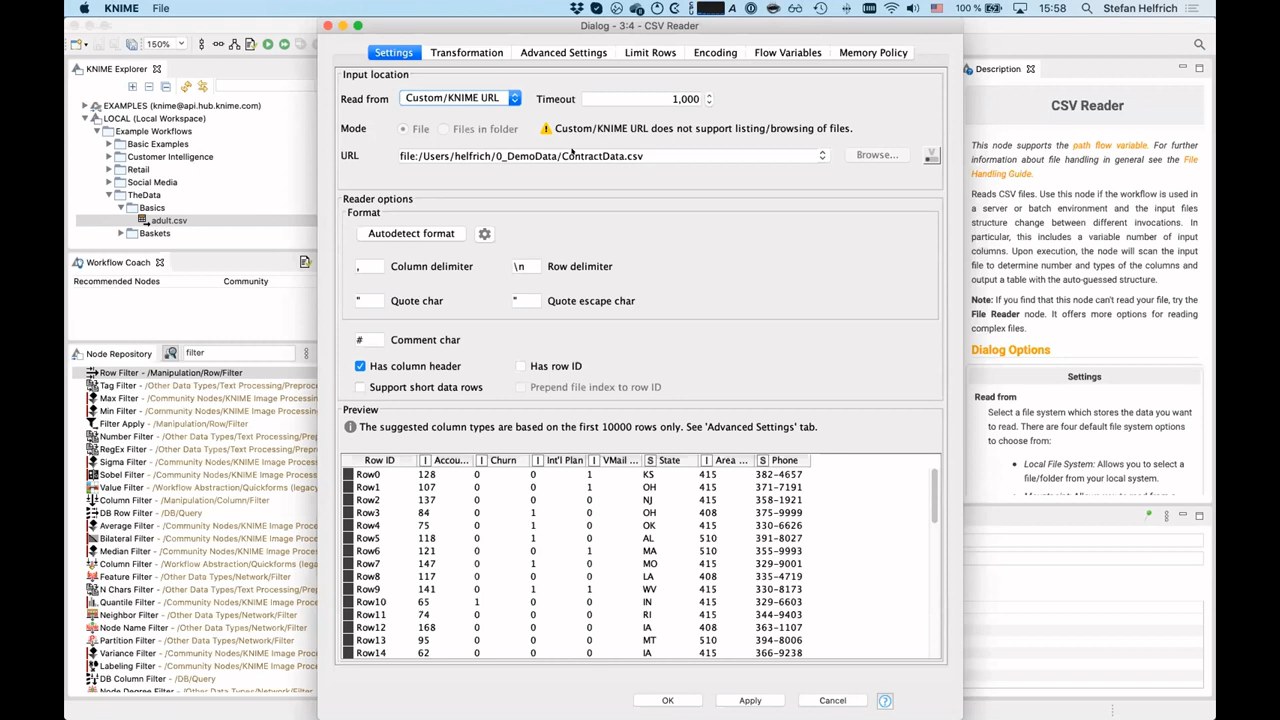 KNIME File 100 % 15:58 Stefan Helfrich
Dialog - 3:4 - CSV Reader
150%
KNIME Explorer
EXAMPLES (knime@api.hub.knime.com)
LOCAL (Local Workspace)
Example Workflows
Basic Examples
Customer Intelligence
Retail
Social Media
TheData
Basics
adult.csv
Baskets
Workflow Coach
Recommended Nodes Community
Node Repository filter
Row Filter - /Manipulation/Row/Filter
Tag Filter - /Other Data Types/Text Processing/Preproce
Max Filter - /Community Nodes/KNIME Image Processing
Min Filter - /Community Nodes/KNIME Image Processing
Filter Apply - /Manipulation/Row/Filter
Number Filter - /Other Data Types/Text Processing/Prep
RegEx Filter - /Other Data Types/Text Processing/Prepro
Sigma Filter - /Community Nodes/KNIME Image Processi
Sobel Filter - /Community Nodes/KNIME Image Processi
Value Filter - /Workflow Abstraction/Quickforms (legacy
Column Filter - /Manipulation/Column/Filter
DB Row Filter - /DB/Query
Average Filter - /Community Nodes/KNIME Image Proces
Bilateral Filter - /Community Nodes/KNIME Image Proces
Median Filter - /Community Nodes/KNIME Image Process
Column Filter - /Workflow Abstraction/Quickforms (lega
Feature Filter - /Other Data Types/Network/Filter
N Chars Filter - /Other Data Types/Text Processing/Prep
Quantile Filter - /Community Nodes/KNIME Image Proces
Neighbor Filter - /Other Data Types/Network/Filter
Node Name Filter - /Other Data Types/Network/Filter
Partition Filter - /Other Data Types/Network/Filter
Variance Filter - /Community Nodes/KNIME Image Proces
Labeling Filter - /Community Nodes/KNIME Image Proces
DB Column Filter - /DB/Query
Node Degree Filter - /Other Data Types/Network/Filter
Settings Transformation Advanced Settings Limit Rows Encoding Flow Variables Memory Policy
Input location
Read from Custom/KNIME URL Timeout 1,000
Mode File Files in folder Custom/KNIME URL does not support listing/browsing of files.
URL file:/Users/helfrich/0_DemoData/ContractData.csv Browse... V
Reader options
Format
Autodetect format
, Column delimiter \n Row delimiter
" Quote char " Quote escape char
# Comment char
Has column header Has row ID
Support short data rows Prepend file index to row ID
Preview
The suggested column types are based on the first 10000 rows only. See 'Advanced Settings' tab.
Row ID I Accou... I Churn I Int'l Plan I VMail ... S State I Area ... S Phone
Row0 128 0 0 1 KS 415 382-4657
Row1 107 0 0 1 OH 415 371-7191
Row2 137 0 0 0 NJ 415 358-1921
Row3 84 0 1 0 OH 408 375-9999
Row4 75 0 1 0 OK 415 330-6626
Row5 118 0 1 0 AL 510 391-8027
Row6 121 0 0 1 MA 510 355-9993
Row7 147 0 1 0 MO 415 329-9001
Row8 117 0 0 0 LA 408 335-4719
Row9 141 0 1 1 WV 415 330-8173
Row10 65 1 0 0 IN 415 329-6603
Row11 74 0 0 0 RI 415 344-9403
Row12 168 0 0 0 IA 408 363-1107
Row13 95 0 0 0 MT 510 394-8006
Row14 62 0 0 0 IA 415 366-9238
OK Apply Cancel ?
Description
CSV Reader
This node supports the path flow variable. For further
information about file handling in general see the File
Handling Guide.
Reads CSV files. Use this node if the workflow is used in
a server or batch environment and the input files
structure change between different invocations. In
particular, this includes a variable number of input
columns. Upon execution, the node will scan the input
file to determine number and types of the columns and
output a table with the auto-guessed structure.
Note: If you find that this node can't read your file, try the
File Reader node. It offers more options for reading
complex files.
Dialog Options
Settings
Read from
Select a file system which stores the data you want
to read. There are four default file system options
to choose from:
Local File System: Allows you to select a
file/folder from your local system.